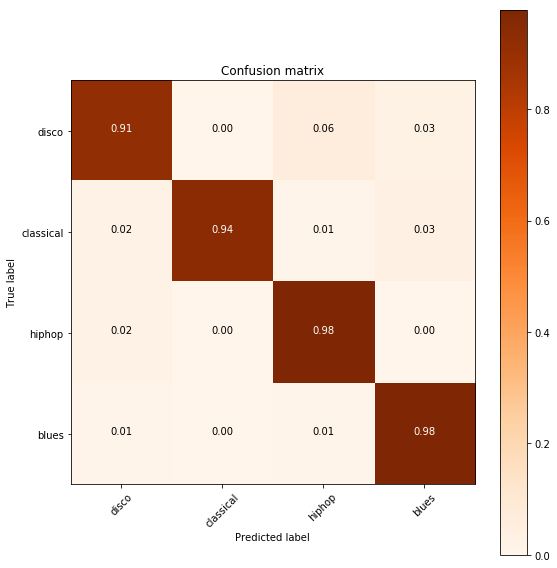 Confusion matrix
True label
disco 0.91 0.00 0.06 0.03
classical 0.02 0.94 0.01 0.03
hiphop 0.02 0.00 0.98 0.00
blues 0.01 0.00 0.01 0.98
disco classical hiphop blues
Predicted label
0.8
0.6
0.4
0.2
0.0